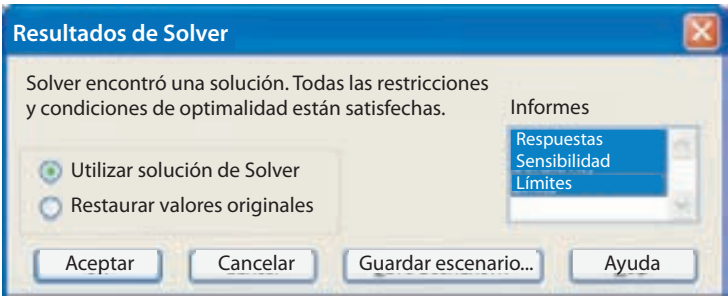 Resultados de Solver
Solver encontró una solución. Todas las restricciones
y condiciones de optimalidad están satisfechas.
Informes
Respuestas
Sensibilidad
Límites
Utilizar solución de Solver
Restaurar valores originales
Aceptar
Cancelar
Guardar escenario...
Ayuda